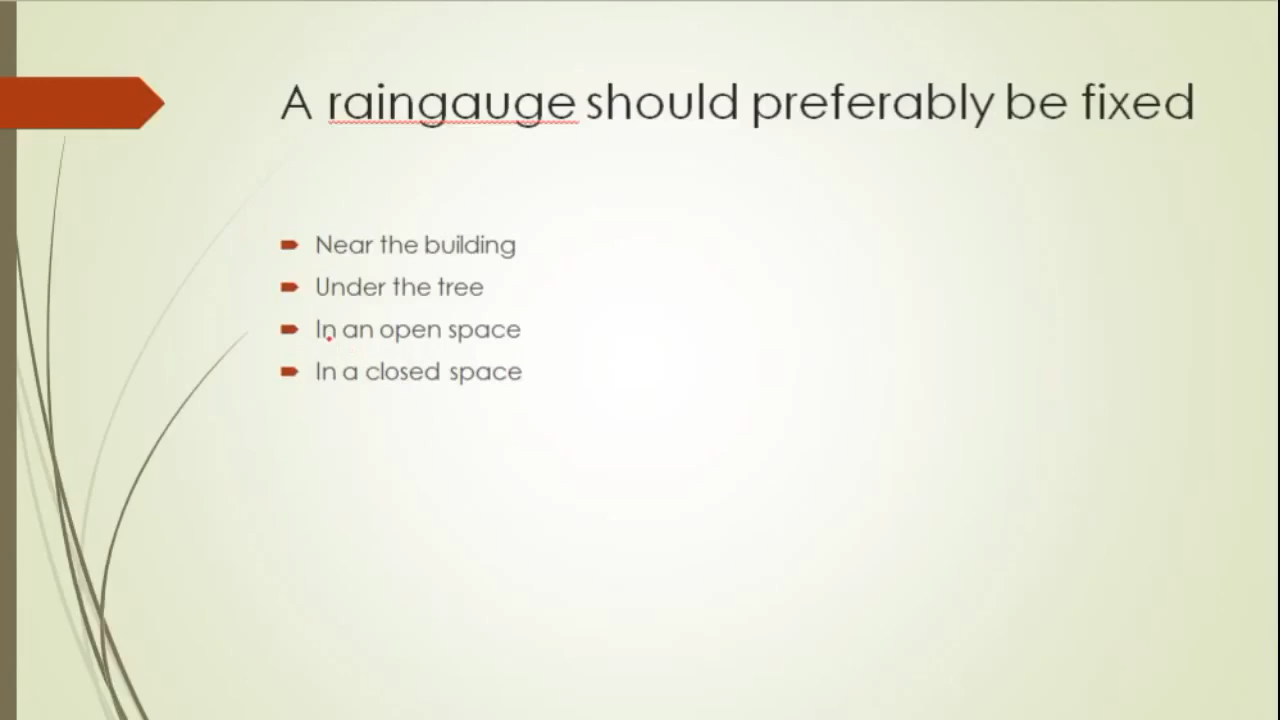 A raingauge should preferably be fixed
Near the building
Under the tree
In an open space
In a closed space